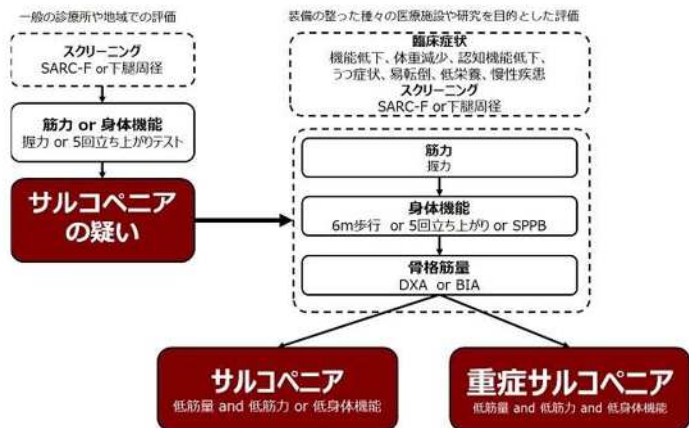 一般の診療所や地域での評価
スクリーニング
SARC-F or下腿周径
筋力 or 身体機能
握力 or 5回立ち上がりテスト
サルコペニア
の疑い
装備の整った種々の医療施設や研究を目的とした評価
臨床症状
機能低下、体重減少、認知機能低下、
うつ症状、易転倒、低栄養、慢性疾患
スクリーニング
SARC-F or下腿周径
筋力
握力
身体機能
6m歩行 or 5回立ち上がり or SPPB
骨格筋量
DXA or BIA
サルコペニア
低筋量 and 低筋力 or 低身体機能
重症サルコペニア
低筋量 and 低筋力 and 低身体機能